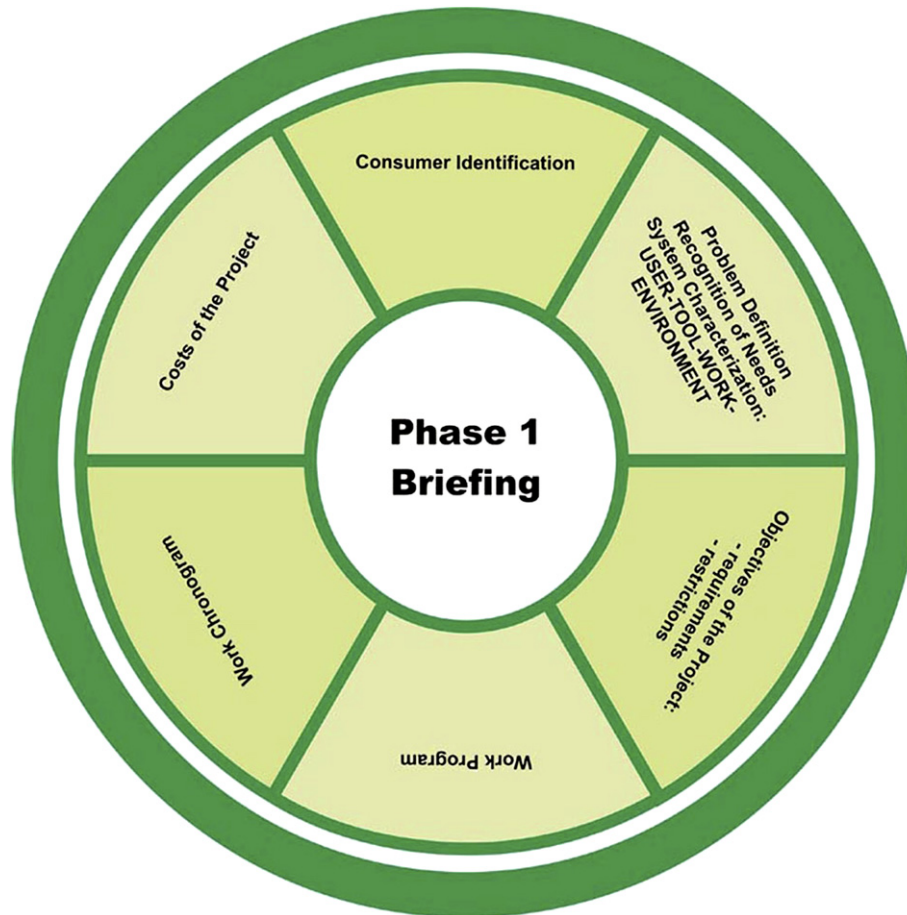 Consumer Identification
Problem Definition
Recognition of Needs
System Characterization:
USER-TOOL-WORK-
ENVIRONMENT
Objectives of the Project:
- requirements
- restrictions
Work Program
Work Chronogram
Costs of the Project
Phase 1
Briefing